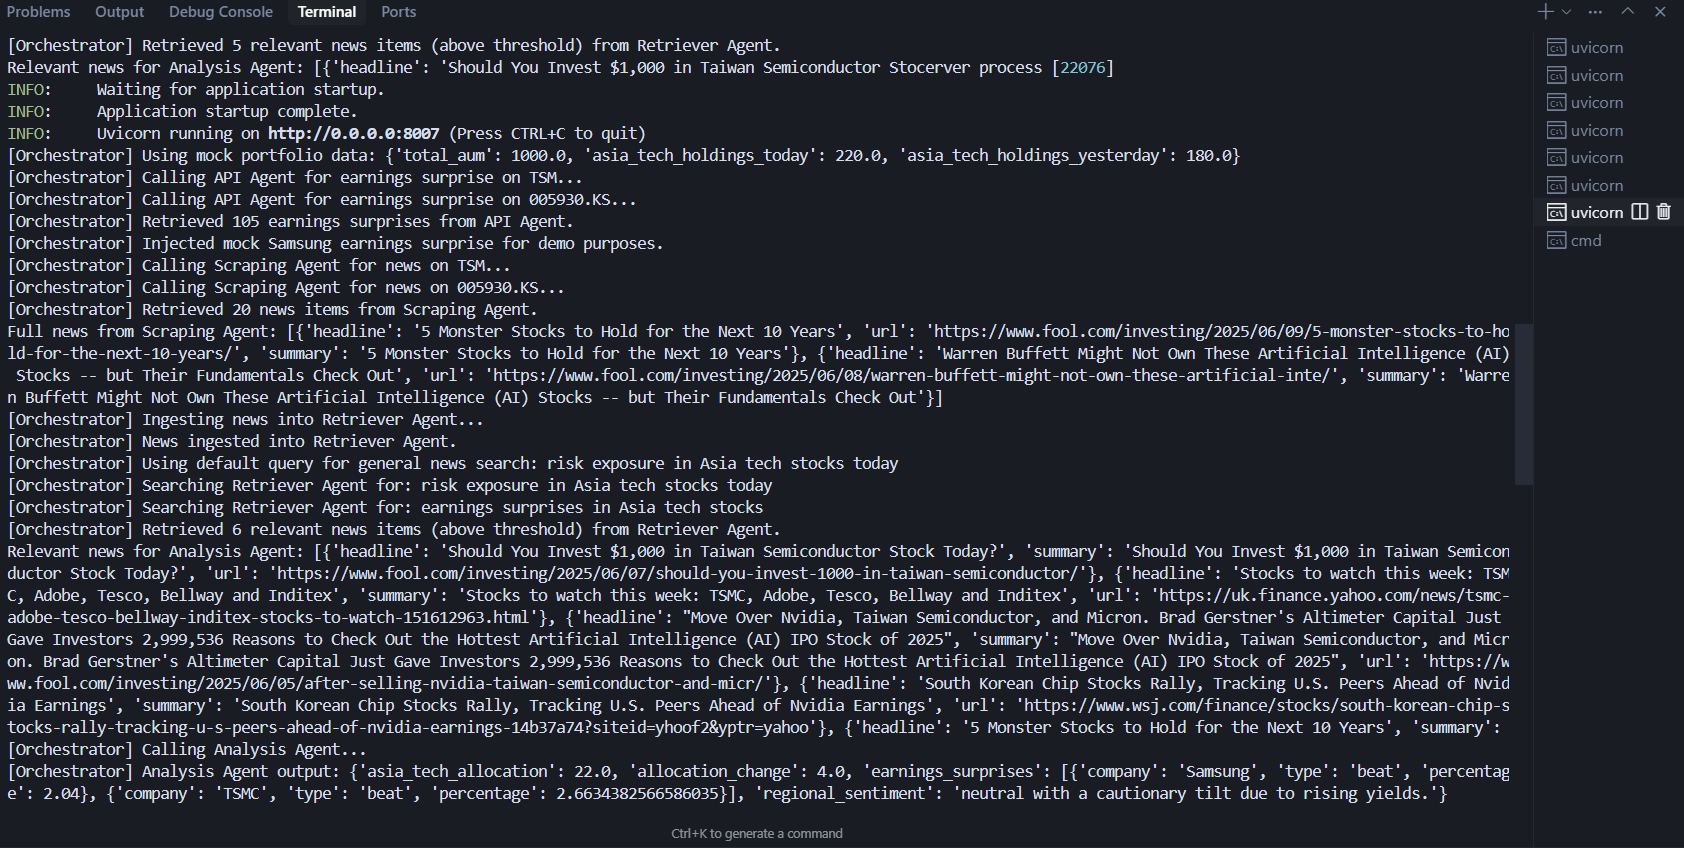 Problems Output Debug Console Terminal Ports
[Orchestrator] Retrieved 5 relevant news items (above threshold) from Retriever Agent.
Relevant news for Analysis Agent: [{'headline': 'Should You Invest $1,000 in Taiwan Semiconductor Stocerver process [22076]
INFO: Waiting for application startup.
INFO: Application startup complete.
INFO: Uvicorn running on http://0.0.0.0:8007 (Press CTRL+C to quit)
[Orchestrator] Using mock portfolio data: {'total_aum': 1000.0, 'asia_tech_holdings_today': 220.0, 'asia_tech_holdings_yesterday': 180.0}
[Orchestrator] Calling API Agent for earnings surprise on TSM...
[Orchestrator] Calling API Agent for earnings surprise on 005930.KS...
[Orchestrator] Retrieved 105 earnings surprises from API Agent.
[Orchestrator] Injected mock Samsung earnings surprise for demo purposes.
[Orchestrator] Calling Scraping Agent for news on TSM...
[Orchestrator] Calling Scraping Agent for news on 005930.KS...
[Orchestrator] Retrieved 20 news items from Scraping Agent.
Full news from Scraping Agent: [{'headline': '5 Monster Stocks to Hold for the Next 10 Years', 'url': 'https://www.fool.com/investing/2025/06/09/5-monster-stocks-to-ho
ld-for-the-next-10-years/', 'summary': '5 Monster Stocks to Hold for the Next 10 Years'}, {'headline': 'Warren Buffett Might Not Own These Artificial Intelligence (AI)
Stocks -- but Their Fundamentals Check Out', 'url': 'https://www.fool.com/investing/2025/06/08/warren-buffett-might-not-own-these-artificial-inte/', 'summary': 'Warre
n Buffett Might Not Own These Artificial Intelligence (AI) Stocks -- but Their Fundamentals Check Out'}]
[Orchestrator] Ingesting news into Retriever Agent...
[Orchestrator] News ingested into Retriever Agent.
[Orchestrator] Using default query for general news search: risk exposure in Asia tech stocks today
[Orchestrator] Searching Retriever Agent for: risk exposure in Asia tech stocks today
[Orchestrator] Searching Retriever Agent for: earnings surprises in Asia tech stocks
[Orchestrator] Retrieved 6 relevant news items (above threshold) from Retriever Agent.
Relevant news for Analysis Agent: [{'headline': 'Should You Invest $1,000 in Taiwan Semiconductor Stock Today?', 'summary': 'Should You Invest $1,000 in Taiwan Semicon
ductor Stock Today?', 'url': 'https://www.fool.com/investing/2025/06/07/should-you-invest-1000-in-taiwan-semiconductor/'}, {'headline': 'Stocks to watch this week: TSM
C, Adobe, Tesco, Bellway and Inditex', 'summary': 'Stocks to watch this week: TSMC, Adobe, Tesco, Bellway and Inditex', 'url': 'https://uk.finance.yahoo.com/news/tsmc-
adobe-tesco-bellway-inditex-stocks-to-watch-151612963.html'}, {'headline': "Move Over Nvidia, Taiwan Semiconductor, and Micron. Brad Gerstner's Altimeter Capital Just
Gave Investors 2,999,536 Reasons to Check Out the Hottest Artificial Intelligence (AI) IPO Stock of 2025", 'summary': "Move Over Nvidia, Taiwan Semiconductor, and Micr
on. Brad Gerstner's Altimeter Capital Just Gave Investors 2,999,536 Reasons to Check Out the Hottest Artificial Intelligence (AI) IPO Stock of 2025", 'url': 'https://w
ww.fool.com/investing/2025/06/05/after-selling-nvidia-taiwan-semiconductor-and-micr/'}, {'headline': 'South Korean Chip Stocks Rally, Tracking U.S. Peers Ahead of Nvid
ia Earnings', 'summary': 'South Korean Chip Stocks Rally, Tracking U.S. Peers Ahead of Nvidia Earnings', 'url': 'https://www.wsj.com/finance/stocks/south-korean-chip-s
tocks-rally-tracking-u-s-peers-ahead-of-nvidia-earnings-14b37a74?siteid=yhoof2&yptr=yahoo'}, {'headline': '5 Monster Stocks to Hold for the Next 10 Years', 'summary':
[Orchestrator] Calling Analysis Agent...
[Orchestrator] Analysis Agent output: {'asia_tech_allocation': 22.0, 'allocation_change': 4.0, 'earnings_surprises': [{'company': 'Samsung', 'type': 'beat', 'percentag
e': 2.04}, {'company': 'TSMC', 'type': 'beat', 'percentage': 2.6634382566586035}], 'regional_sentiment': 'neutral with a cautionary tilt due to rising yields.'}
Ctrl+K to generate a command
uvicorn
uvicorn
uvicorn
uvicorn
uvicorn
uvicorn
uvicorn
cmd